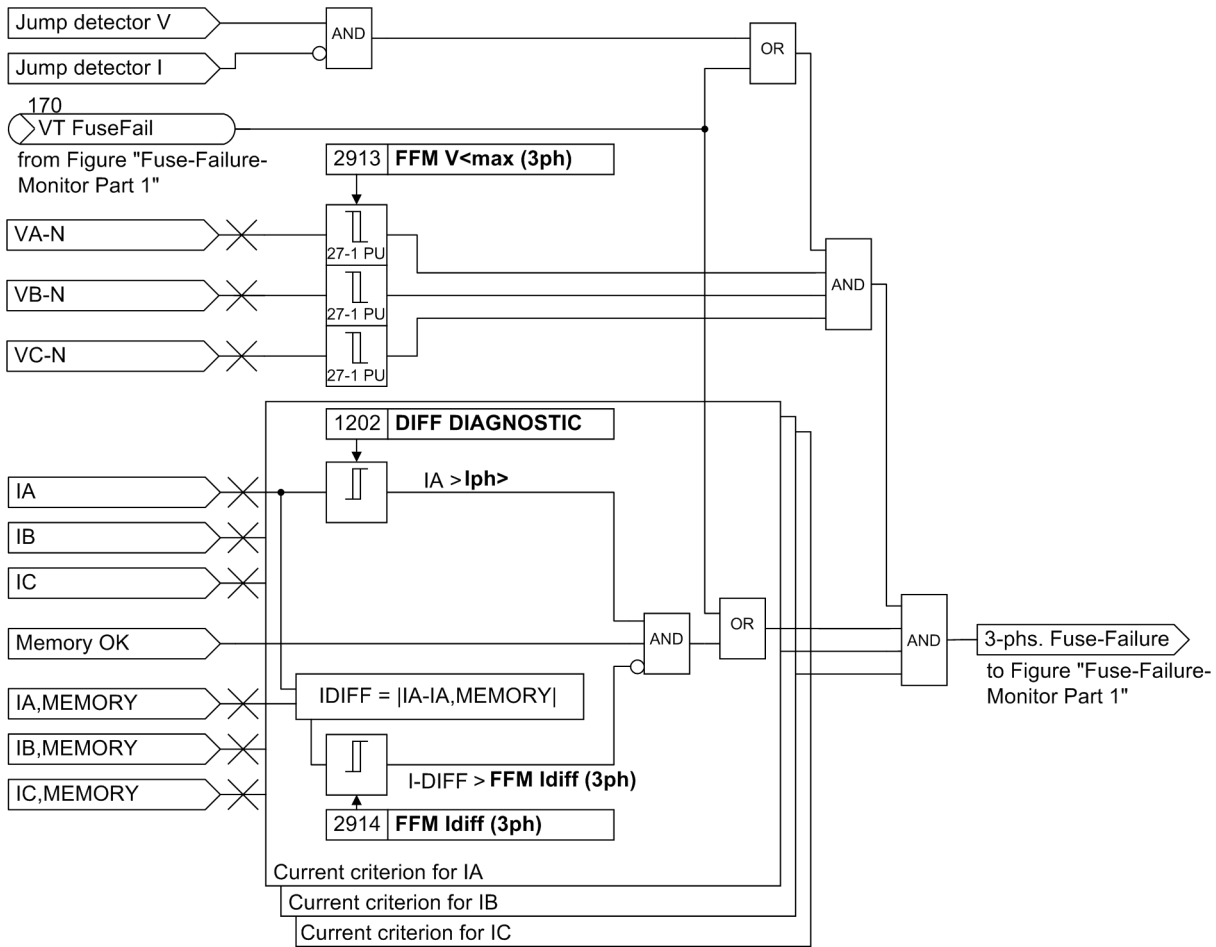 Jump detector V
AND
OR
Jump detector I
170
VT FuseFail
from Figure "Fuse-Failure-
Monitor Part 1"
2913 FFM V<max (3ph)
VA-N
27-1 PU
VB-N
27-1 PU
AND
VC-N
27-1 PU
1202 DIFF DIAGNOSTIC
IA
IA > Iph>
IB
IC
Memory OK
AND
OR
AND
3-phs. Fuse-Failure
to Figure "Fuse-Failure-
Monitor Part 1"
IA,MEMORY
IDIFF = |IA-IA,MEMORY|
IB,MEMORY
I-DIFF > FFM Idiff (3ph)
IC,MEMORY
2914 FFM Idiff (3ph)
Current criterion for IA
Current criterion for IB
Current criterion for IC